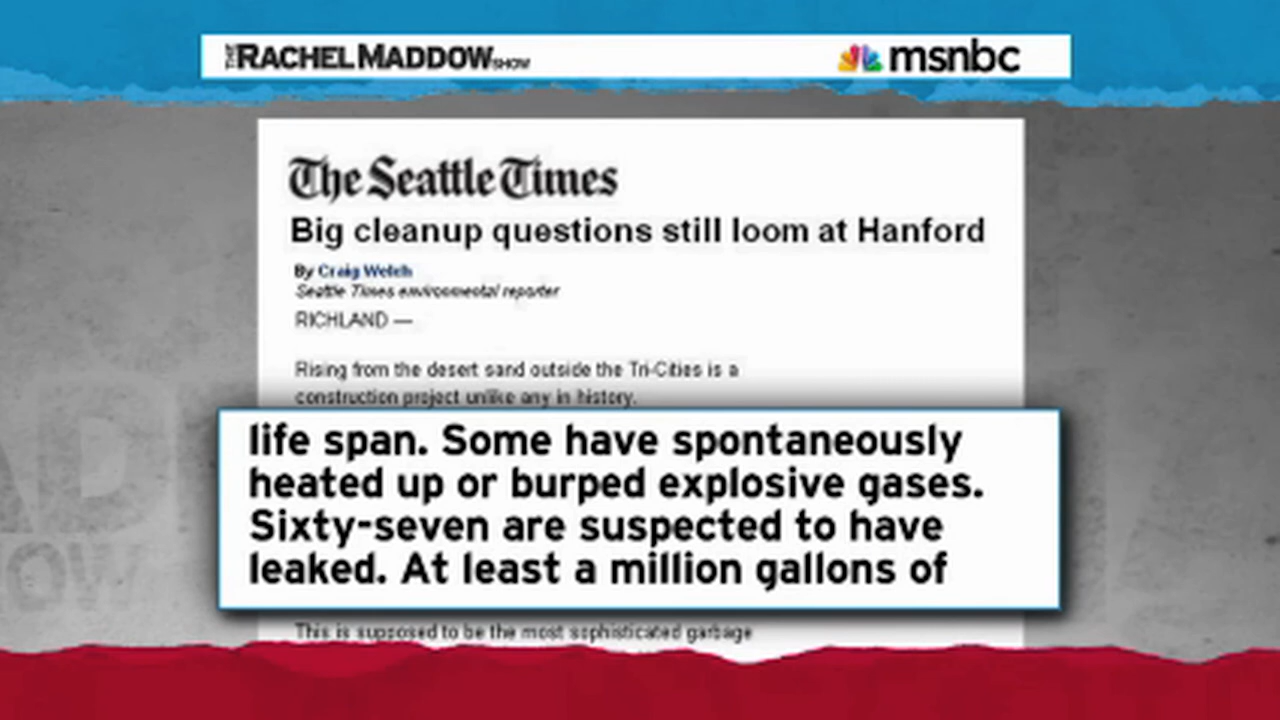 THE RACHEL MADDOW SHOW
msnbc
The Seattle Times
Big cleanup questions still loom at Hanford
By Craig Welch
Seattle Times environmental reporter
RICHLAND —
Rising from the desert sand outside the Tri-Cities is a
construction project unlike any in history.
life span. Some have spontaneously
heated up or burped explosive gases.
Sixty-seven are suspected to have
leaked. At least a million gallons of
This is supposed to be the most sophisticated garbage